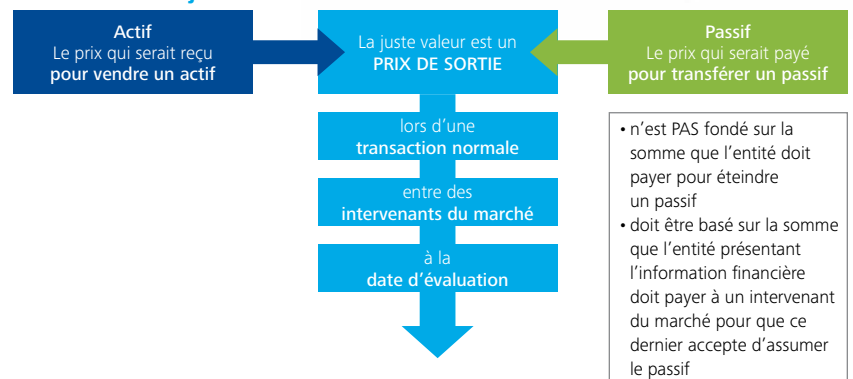 Actif
Le prix qui serait reçu
pour vendre un actif
La juste valeur est un
PRIX DE SORTIE
Passif
Le prix qui serait payé
pour transférer un passif
lors d'une
transaction normale
entre des
intervenants du marché
à la
date d'évaluation
• n'est PAS fondé sur la
somme que l'entité doit
payer pour éteindre
un passif
• doit être basé sur la somme
que l'entité présentant
l'information financière
doit payer à un intervenant
du marché pour que ce
dernier accepte d'assumer
le passif